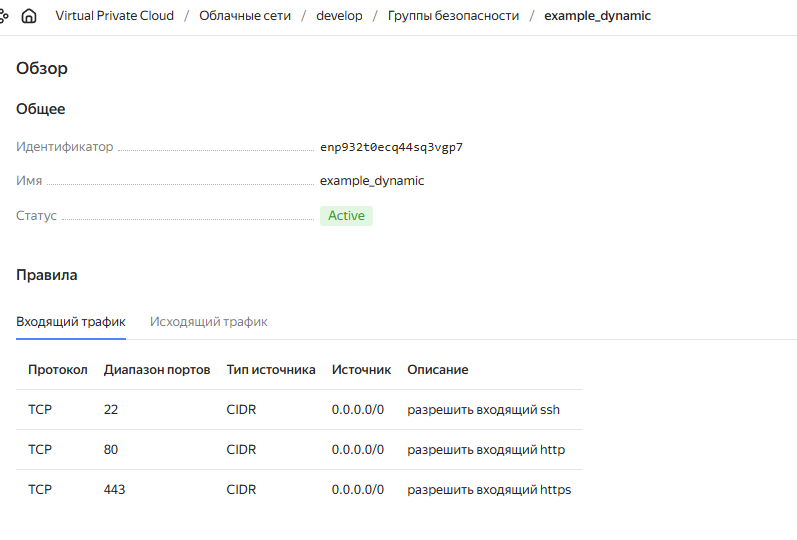 Virtual Private Cloud / Облачные сети / develop / Группы безопасности / example_dynamic
Обзор
Общее
Идентификатор enp932t0ecq44sq3vgp7
Имя example_dynamic
Статус Active
Правила
Входящий трафик Исходящий трафик
Протокол Диапазон портов Тип источника Источник Описание
TCP 22 CIDR 0.0.0.0/0 разрешить входящий ssh
TCP 80 CIDR 0.0.0.0/0 разрешить входящий http
TCP 443 CIDR 0.0.0.0/0 разрешить входящий https